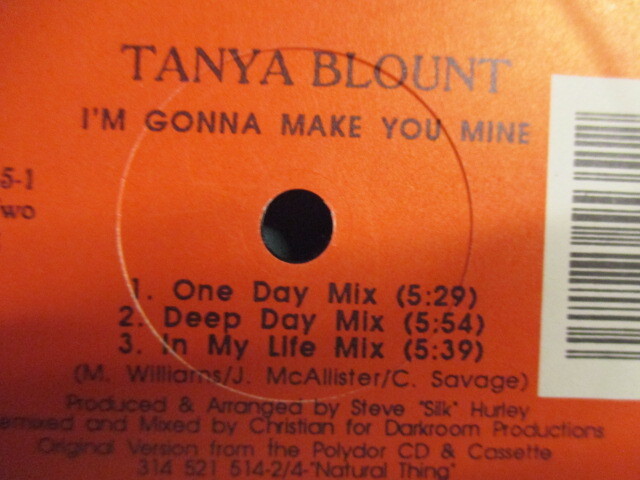 TANYA BLOUNT
I'M GONNA MAKE YOU MINE
5-1
1. One Day Mix (5:29)
2. Deep Day Mix (5:54)
3. In My Life Mix (5:39)
(M. Williams/J. McAllister/C. Savage)
Produced & Arranged by Steve "Silk" Hurley
and Mixed by Christian for Darkroom Productions
Original Version from the Polydor CD & Cassette
314 521 514-2/4-"Natural Thing"